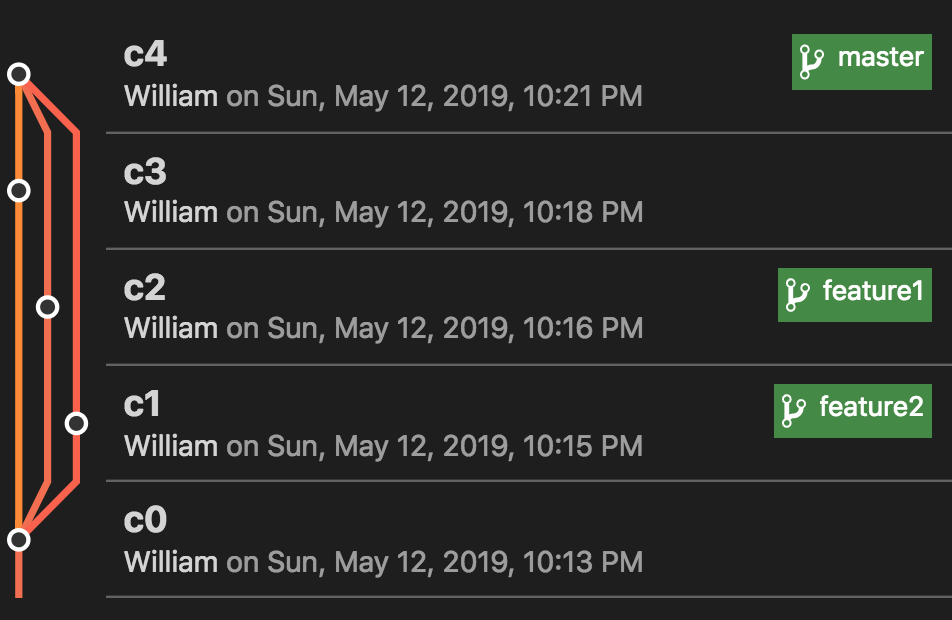 c4
master
William on Sun, May 12, 2019, 10:21 PM
c3
William on Sun, May 12, 2019, 10:18 PM
c2
feature1
William on Sun, May 12, 2019, 10:16 PM
c1
feature2
William on Sun, May 12, 2019, 10:15 PM
c0
William on Sun, May 12, 2019, 10:13 PM